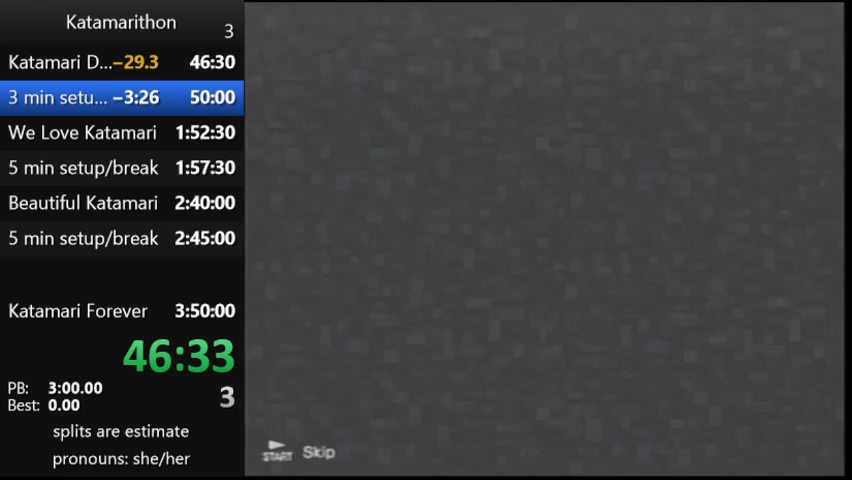 Katamarithon
3
Katamari D... −29.3 46:30
3 min setu... −3:26 50:00
We Love Katamari 1:52:30
5 min setup/break 1:57:30
Beautiful Katamari 2:40:00
5 min setup/break 2:45:00
Katamari Forever 3:50:00
46:33
PB: 3:00.00
Best: 0.00
3
splits are estimate
pronouns: she/her
START Skip